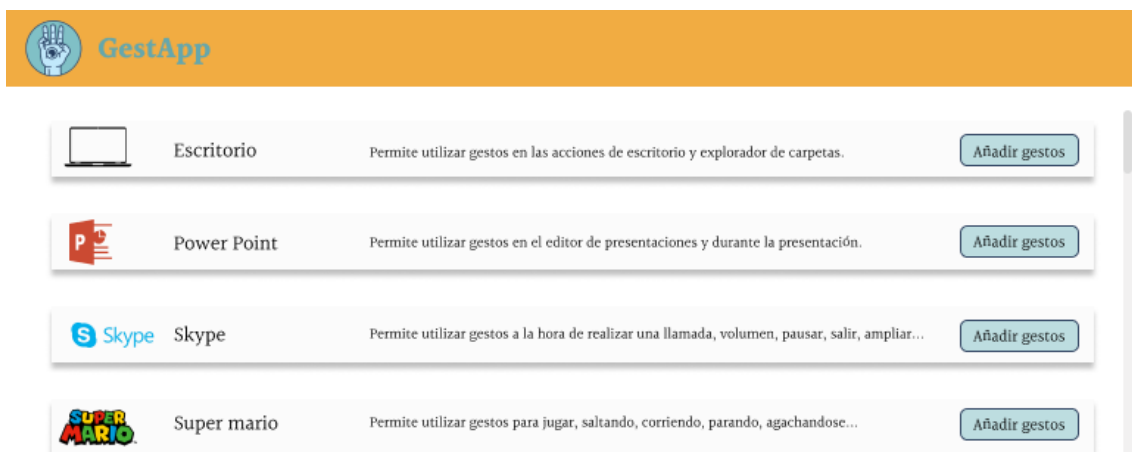 GestApp
Escritorio
Permite utilizar gestos en las acciones de escritorio y explorador de carpetas.
Añadir gestos
P
Power Point
Permite utilizar gestos en el editor de presentaciones y durante la presentación.
Añadir gestos
S Skype
Skype
Permite utilizar gestos a la hora de realizar una llamada, volumen, pausar, salir, ampliar...
Añadir gestos
SUPER
MARIO
Super mario
Permite utilizar gestos para jugar, saltando, corriendo, parando, agachandose...
Añadir gestos